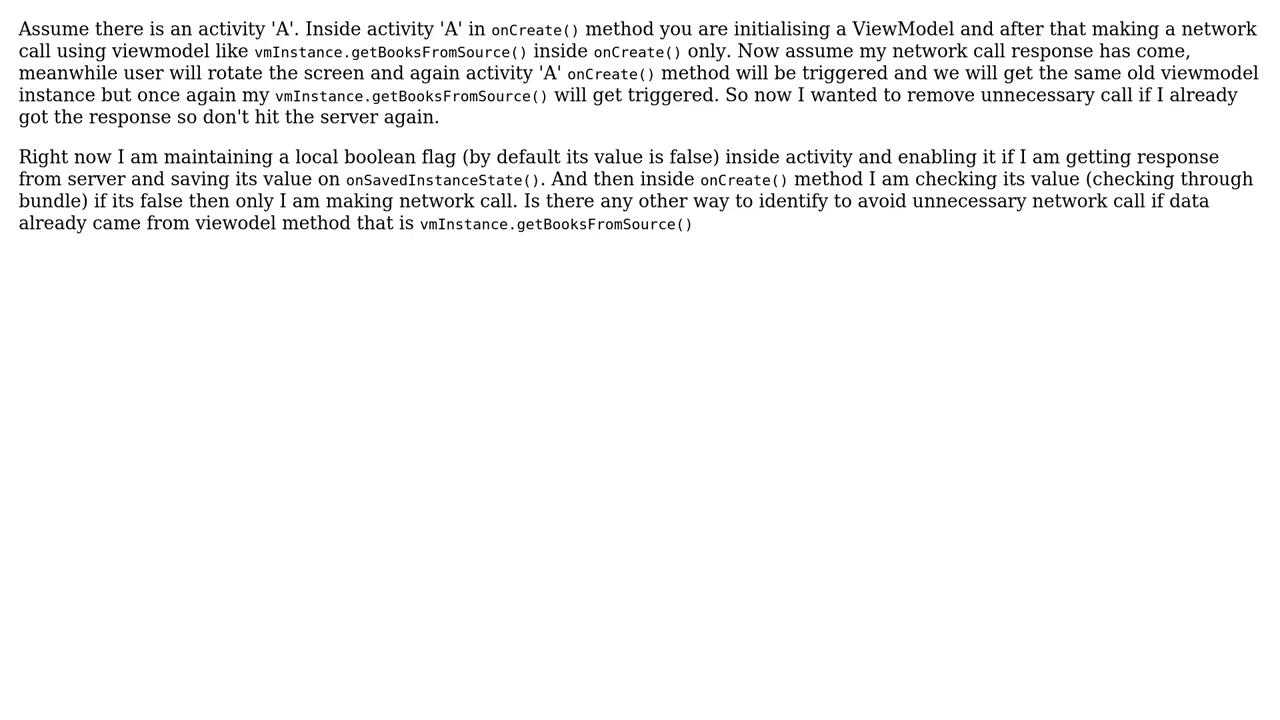 Assume there is an activity 'A'. Inside activity 'A' in onCreate() method you are initialising a ViewModel and after that making a network
call using viewmodel like vmInstance.getBooksFromSource() inside onCreate() only. Now assume my network call response has come,
meanwhile user will rotate the screen and again activity 'A' onCreate() method will be triggered and we will get the same old viewmodel
instance but once again my vmInstance.getBooksFromSource() will get triggered. So now I wanted to remove unnecessary call if I already
got the response so don't hit the server again.
Right now I am maintaining a local boolean flag (by default its value is false) inside activity and enabling it if I am getting response
from server and saving its value on onSavedInstanceState(). And then inside onCreate() method I am checking its value (checking through
bundle) if its false then only I am making network call. Is there any other way to identify to avoid unnecessary network call if data
already came from viewodel method that is vmInstance.getBooksFromSource()